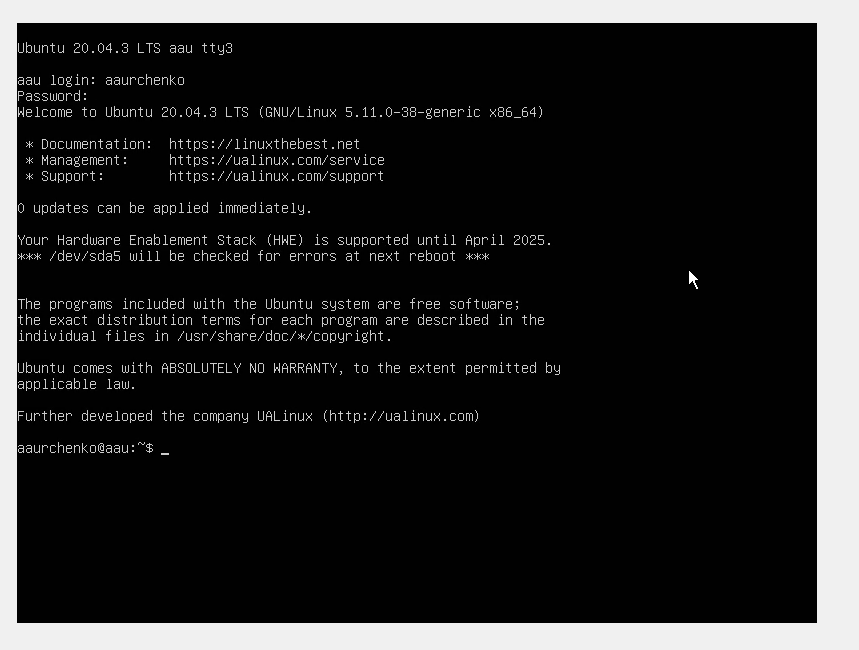 Ubuntu 20.04.3 LTS aau tty3
aau login: aaurchenko
Password:
Welcome to Ubuntu 20.04.3 LTS (GNU/Linux 5.11.0-38-generic x86_64)
* Documentation: https://linuxthebest.net
* Management: https://ualinux.com/service
* Support: https://ualinux.com/support
0 updates can be applied immediately.
Your Hardware Enablement Stack (HWE) is supported until April 2025.
*** /dev/sda5 will be checked for errors at next reboot ***
The programs included with the Ubuntu system are free software;
the exact distribution terms for each program are described in the
individual files in /usr/share/doc/*/copyright.
Ubuntu comes with ABSOLUTELY NO WARRANTY, to the extent permitted by
applicable law.
Further developed the company UALinux (http://ualinux.com)
aaurchenko@aau:~$ _